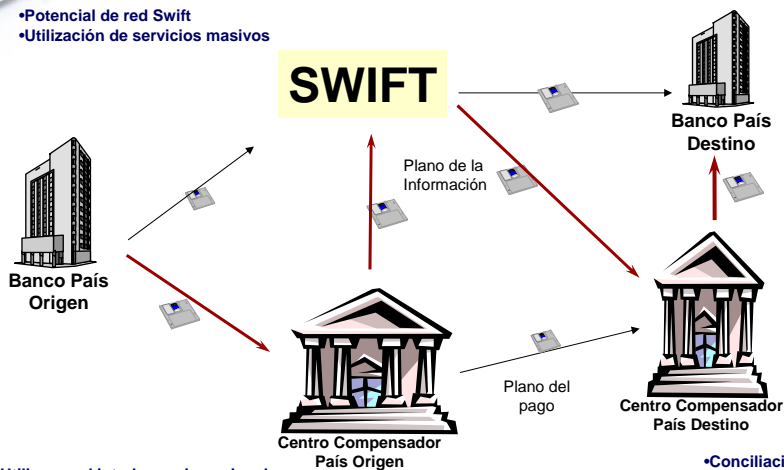 •Potencial de red Swift
•Utilización de servicios masivos
SWIFT
Banco País
Destino
Plano de la
Información
Banco País
Origen
Plano del
pago
Centro Compensador
País Destino
Centro Compensador
País Origen
•Conciliaci